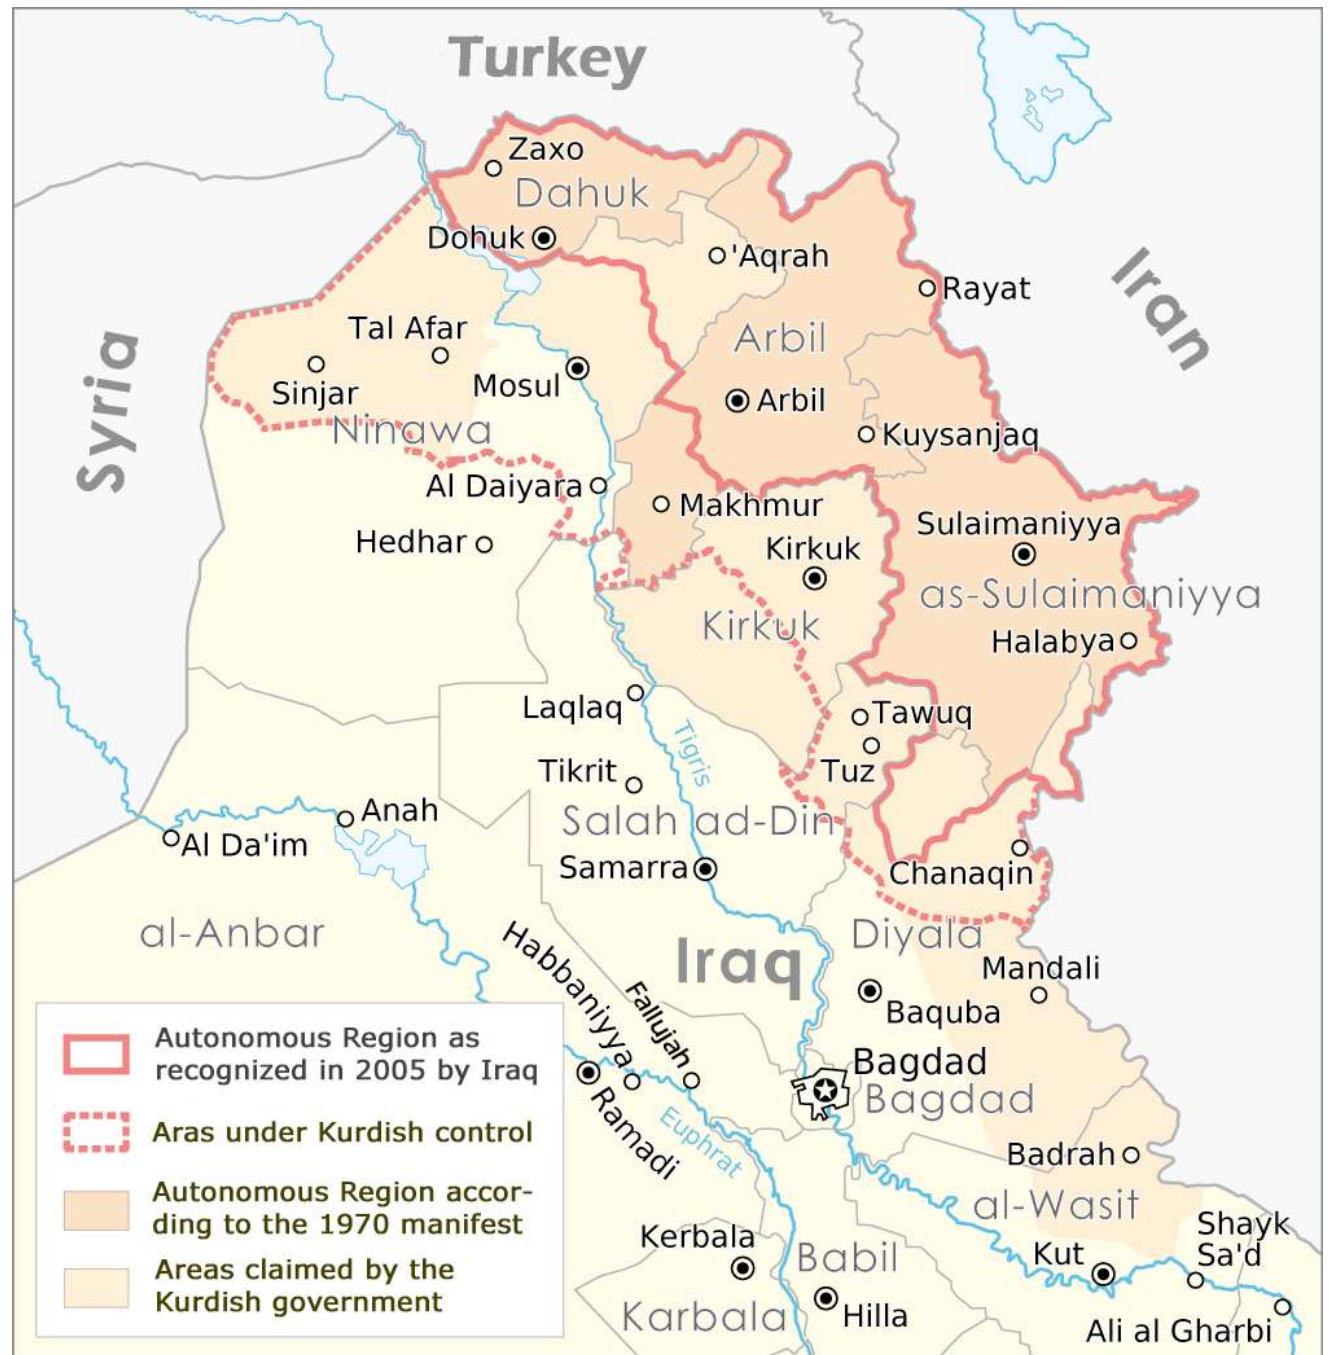 Turkey
Zaxo
Dahuk
Dohuk
'Aqrah
Rayat
Iran
Syria
Tal Afar
Arbil
Sinjar
Mosul
Arbil
Ninawa
Kuysanjaq
Al Daiyara
Makhmur
Hedhar
Kirkuk
Sulaimaniyya
as-Sulaimaniyya
Kirkuk
Halabya
Laqlaq
Tawuq
Tigris
Tikrit
Tuz
Anah
Salah ad-Din
Al Da'im
Samarra
Chanaqin
al-Anbar
Habbaniyya
Fallujah
Iraq
Diyala
Mandali
Baquba
Bagdad
Bagdad
Ramadi
Euphrat
Badrah
al-Wasit
Shayk
Sa'd
Kerbala
Babil
Kut
Karbala
Hilla
Ali al Gharbi
Autonomous Region as
recognized in 2005 by Iraq
Aras under Kurdish control
Autonomous Region accor-
ding to the 1970 manifest
Areas claimed by the
Kurdish government